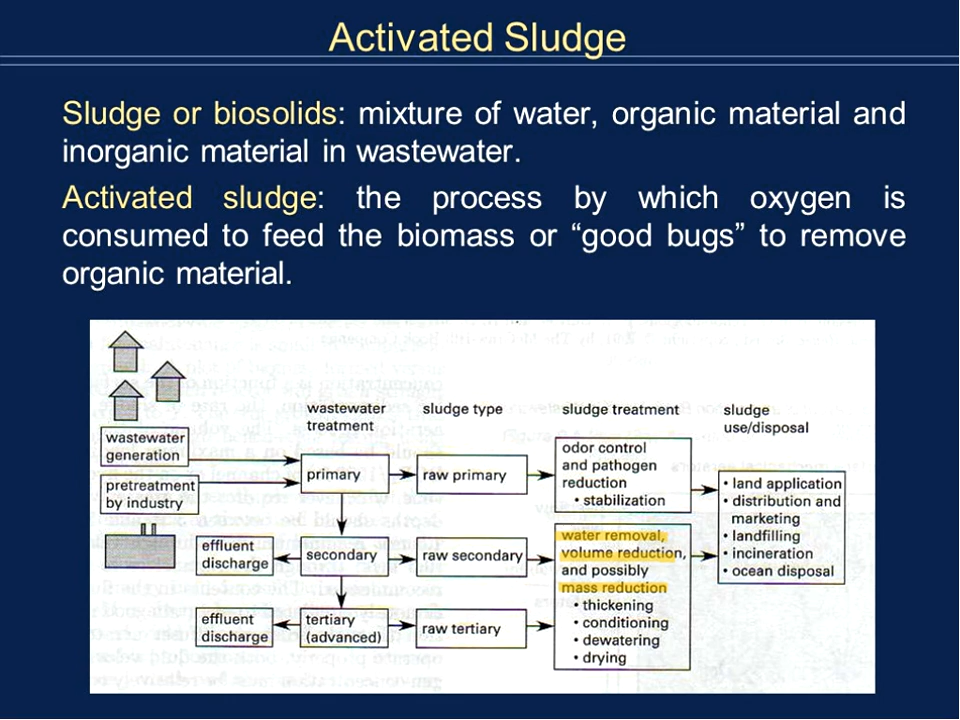 Activated Sludge
Sludge or biosolids: mixture of water, organic material and
inorganic material in wastewater.
Activated sludge: the process by which oxygen is
consumed to feed the biomass or “good bugs” to remove
organic material.
wastewater
treatment
sludge type
sludge treatment
sludge
use/disposal
wastewater
generation
pretreatment
by industry
primary
raw primary
odor control
and pathogen
reduction
• stabilization
• land application
• distribution and
marketing
• landfilling
• incineration
• ocean disposal
effluent
discharge
secondary
raw secondary
water removal,
volume reduction,
and possibly
mass reduction
• thickening
• conditioning
• dewatering
• drying
effluent
discharge
tertiary
(advanced)
raw tertiary